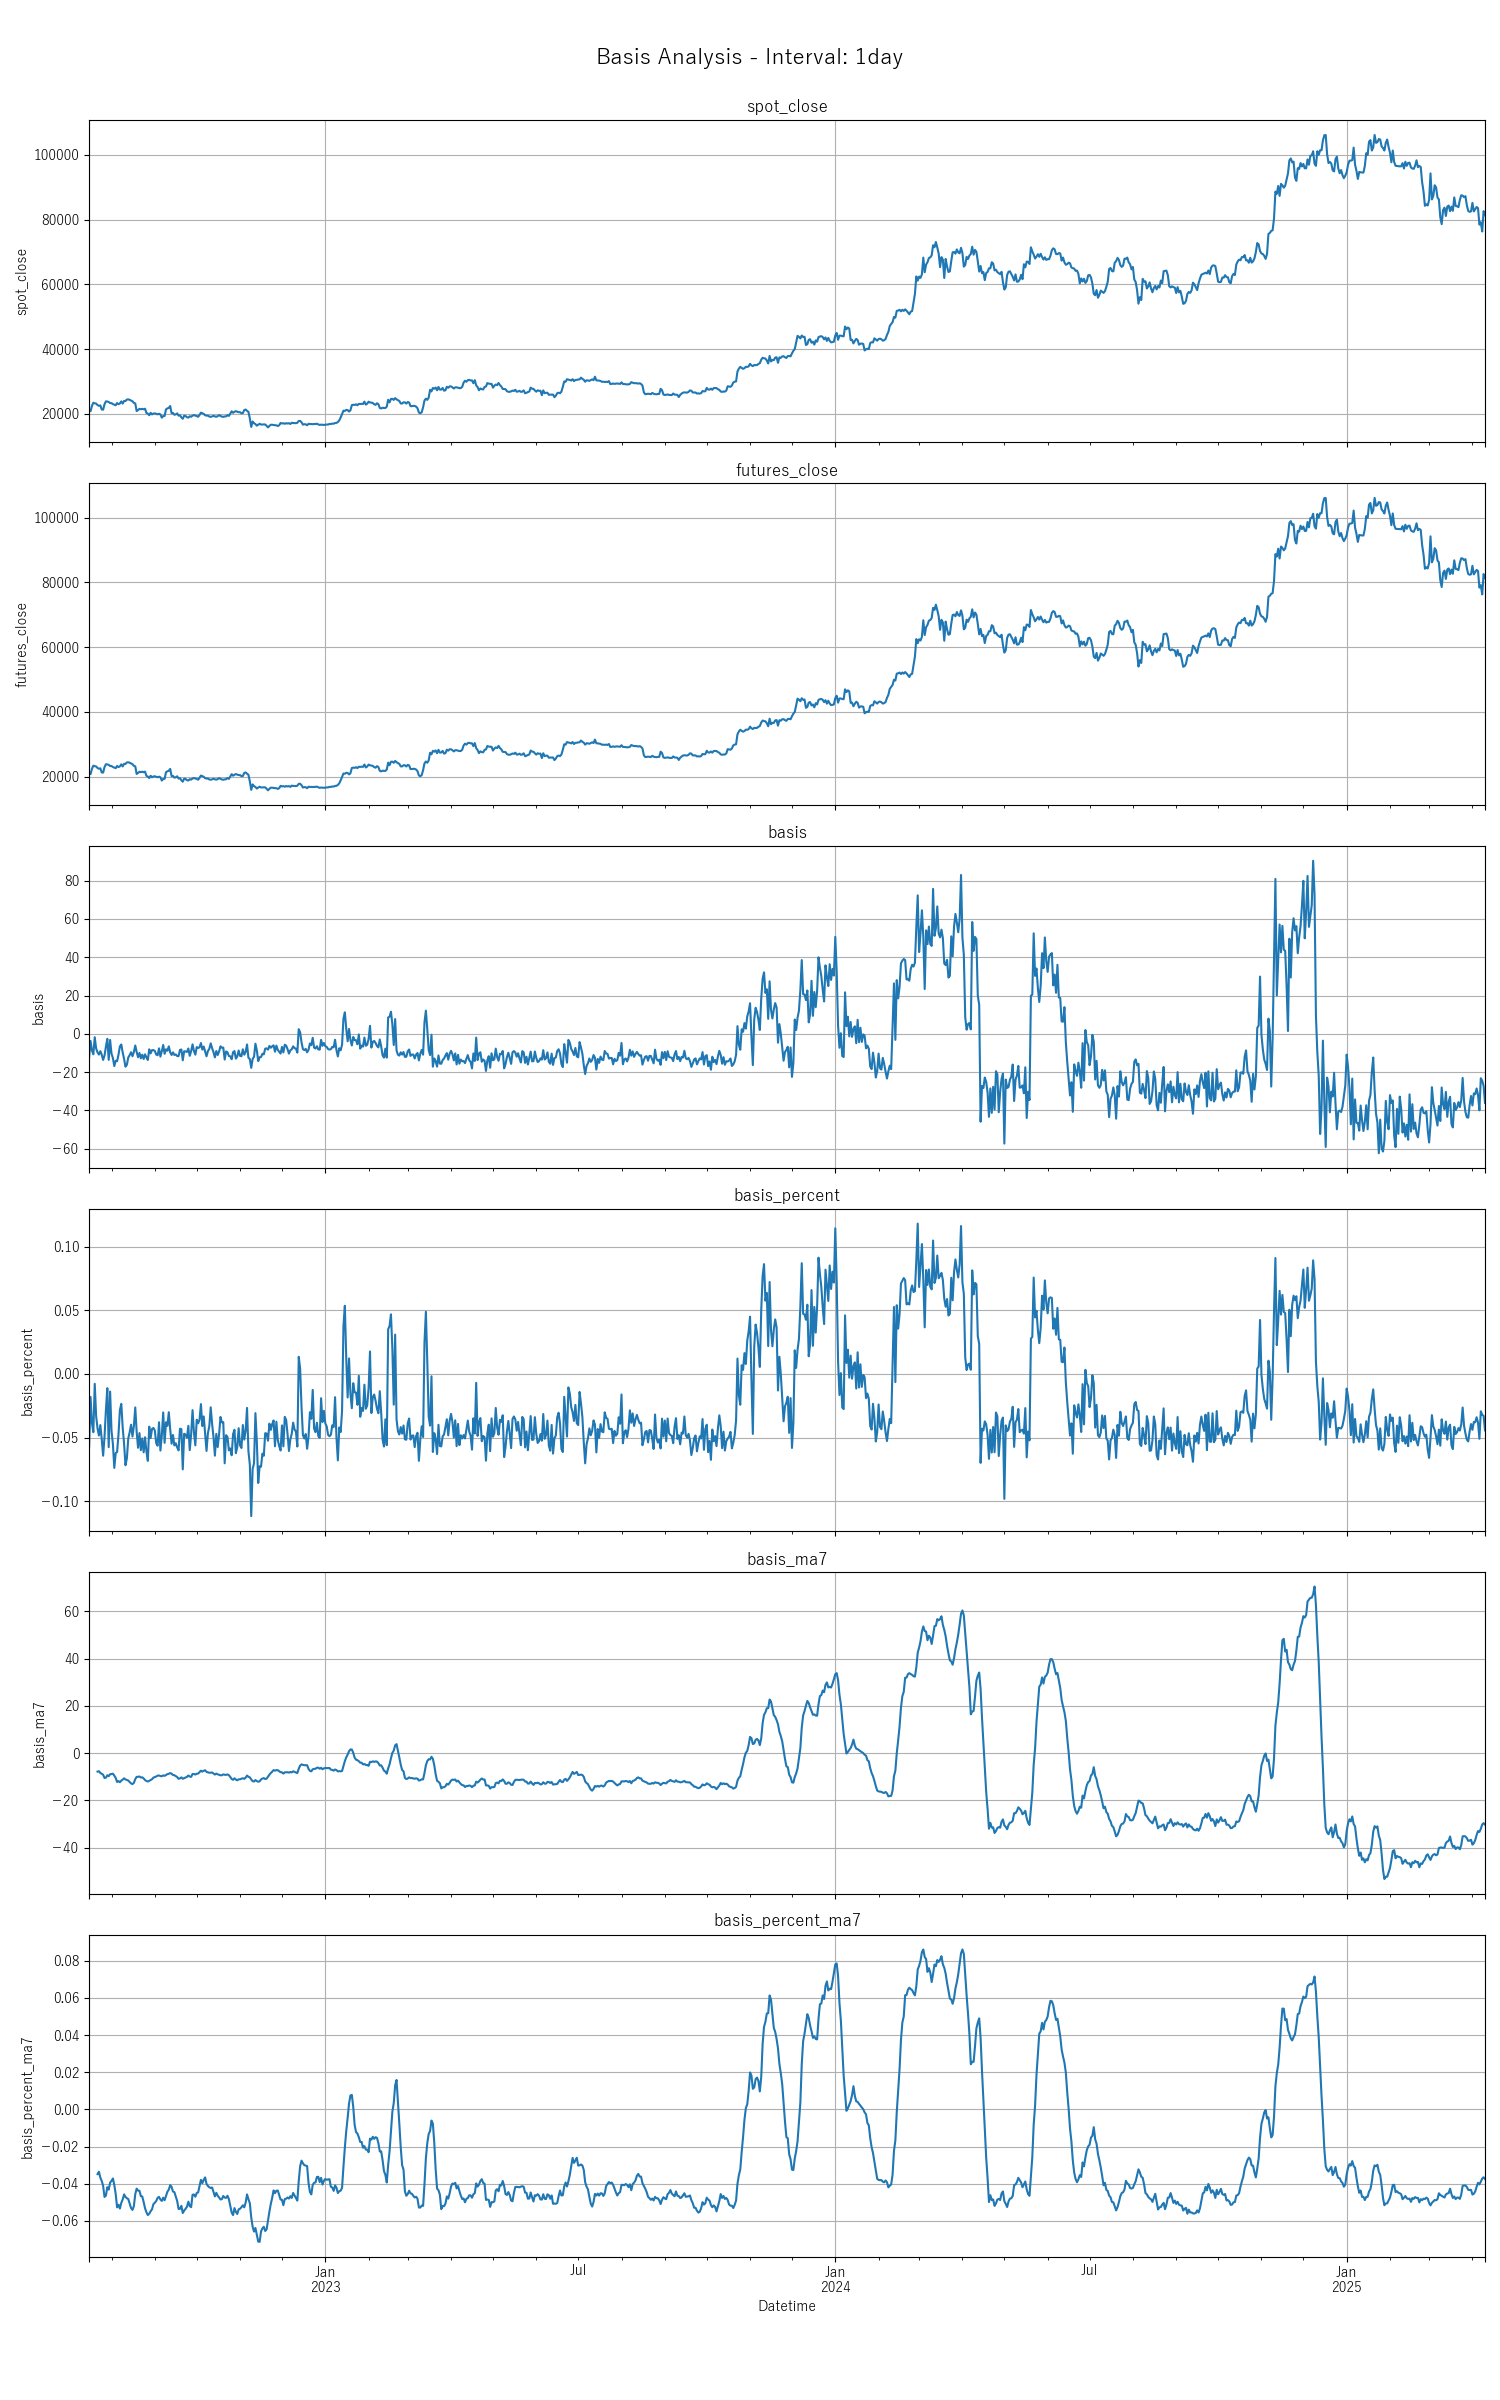 Basis Analysis - Interval: 1day
spot_close
100000
80000
60000
40000
20000
spot_close
futures_close
100000
80000
60000
40000
20000
futures_close
basis
80
60
40
20
0
−20
−40
−60
basis
basis_percent
0.10
0.05
0.00
−0.05
−0.10
basis_percent
basis_ma7
60
40
20
0
−20
−40
basis_ma7
basis_percent_ma7
0.08
0.06
0.04
0.02
0.00
−0.02
−0.04
−0.06
basis_percent_ma7
Jan Jul Jan Jul Jan
2023 2024 2025
Datetime